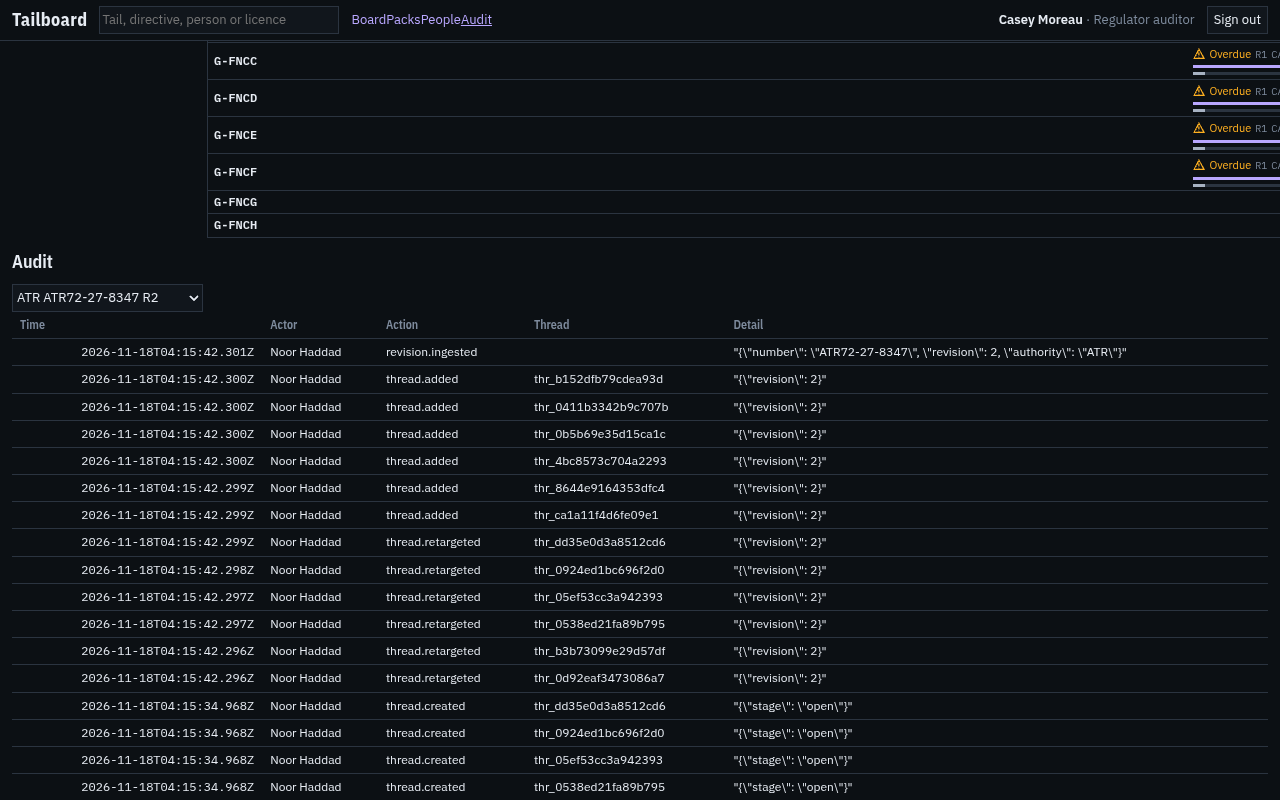 Tailboard Tail, directive, person or licence BoardPacksPeopleAudit Casey Moreau · Regulator auditor Sign out
G-FNCC Overdue R1
G-FNCD Overdue R1
G-FNCE Overdue R1
G-FNCF Overdue R1
G-FNCG
G-FNCH
Audit
ATR ATR72-27-8347 R2
Time Actor Action Thread Detail
2026-11-18T04:15:42.301Z Noor Haddad revision.ingested "{\"number\": \"ATR72-27-8347\", \"revision\": 2, \"authority\": \"ATR\"}"
2026-11-18T04:15:42.300Z Noor Haddad thread.added thr_b152dfb79cdea93d "{\"revision\": 2}"
2026-11-18T04:15:42.300Z Noor Haddad thread.added thr_0411b3342b9c707b "{\"revision\": 2}"
2026-11-18T04:15:42.300Z Noor Haddad thread.added thr_0b5b69e35d15ca1c "{\"revision\": 2}"
2026-11-18T04:15:42.300Z Noor Haddad thread.added thr_4bc8573c704a2293 "{\"revision\": 2}"
2026-11-18T04:15:42.299Z Noor Haddad thread.added thr_8644e9164353dfc4 "{\"revision\": 2}"
2026-11-18T04:15:42.299Z Noor Haddad thread.added thr_ca1a11f4d6fe09e1 "{\"revision\": 2}"
2026-11-18T04:15:42.299Z Noor Haddad thread.retargeted thr_dd35e0d3a8512cd6 "{\"revision\": 2}"
2026-11-18T04:15:42.298Z Noor Haddad thread.retargeted thr_0924ed1bc696f2d0 "{\"revision\": 2}"
2026-11-18T04:15:42.297Z Noor Haddad thread.retargeted thr_05ef53cc3a942393 "{\"revision\": 2}"
2026-11-18T04:15:42.297Z Noor Haddad thread.retargeted thr_0538ed21fa89b795 "{\"revision\": 2}"
2026-11-18T04:15:42.296Z Noor Haddad thread.retargeted thr_b3b73099e29d57df "{\"revision\": 2}"
2026-11-18T04:15:42.296Z Noor Haddad thread.retargeted thr_0d92eaf3473086a7 "{\"revision\": 2}"
2026-11-18T04:15:34.968Z Noor Haddad thread.created thr_dd35e0d3a8512cd6 "{\"stage\": \"open\"}"
2026-11-18T04:15:34.968Z Noor Haddad thread.created thr_0924ed1bc696f2d0 "{\"stage\": \"open\"}"
2026-11-18T04:15:34.968Z Noor Haddad thread.created thr_05ef53cc3a942393 "{\"stage\": \"open\"}"
2026-11-18T04:15:34.968Z Noor Haddad thread.created thr_0538ed21fa89b795 "{\"stage\": \"open\"}"